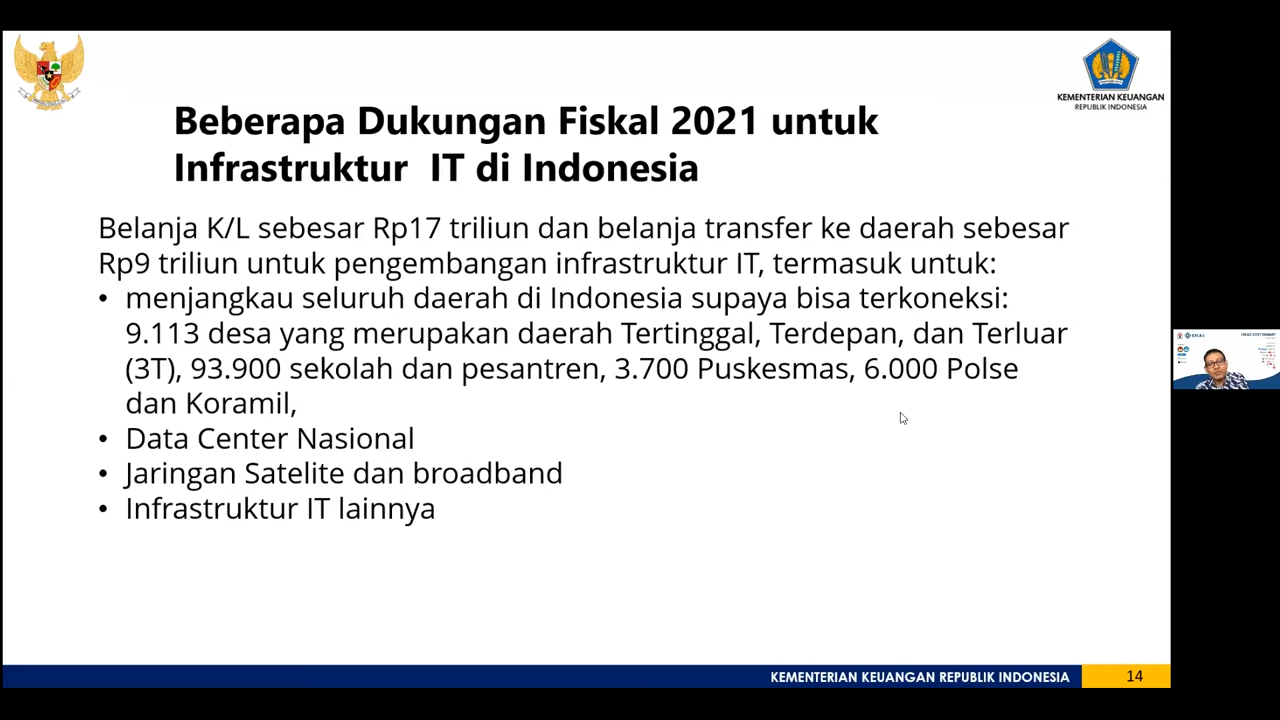 KEMENTERIAN KEUANGAN
REPUBLIK INDONESIA
Beberapa Dukungan Fiskal 2021 untuk
Infrastruktur IT di Indonesia
Belanja K/L sebesar Rp17 triliun dan belanja transfer ke daerah sebesar
Rp9 triliun untuk pengembangan infrastruktur IT, termasuk untuk:
• menjangkau seluruh daerah di Indonesia supaya bisa terkoneksi:
9.113 desa yang merupakan daerah Tertinggal, Terdepan, dan Terluar
(3T), 93.900 sekolah dan pesantren, 3.700 Puskesmas, 6.000 Polse
dan Koramil,
• Data Center Nasional
• Jaringan Satelite dan broadband
• Infrastruktur IT lainnya
KEMENTERIAN KEUANGAN REPUBLIK INDONESIA
14